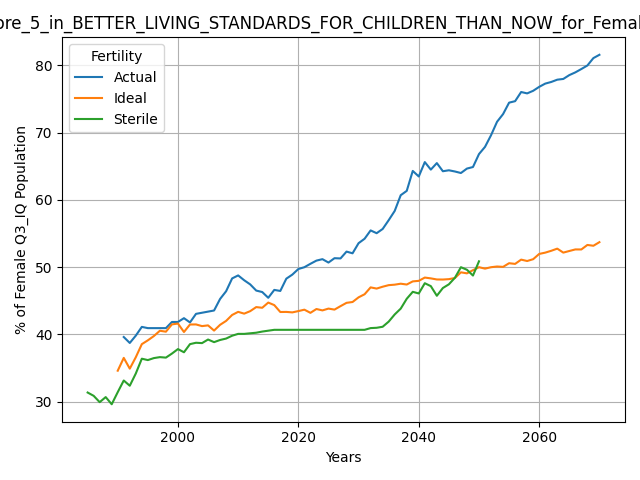 ore_5_in_BETTER_LIVING_STANDARDS_FOR_CHILDREN_THAN_NOW_for_Femal
Fertility
Actual
Ideal
Sterile
% of Female Q3_IQ Population
80
70
60
50
40
30
2000 2020 2040 2060
Years